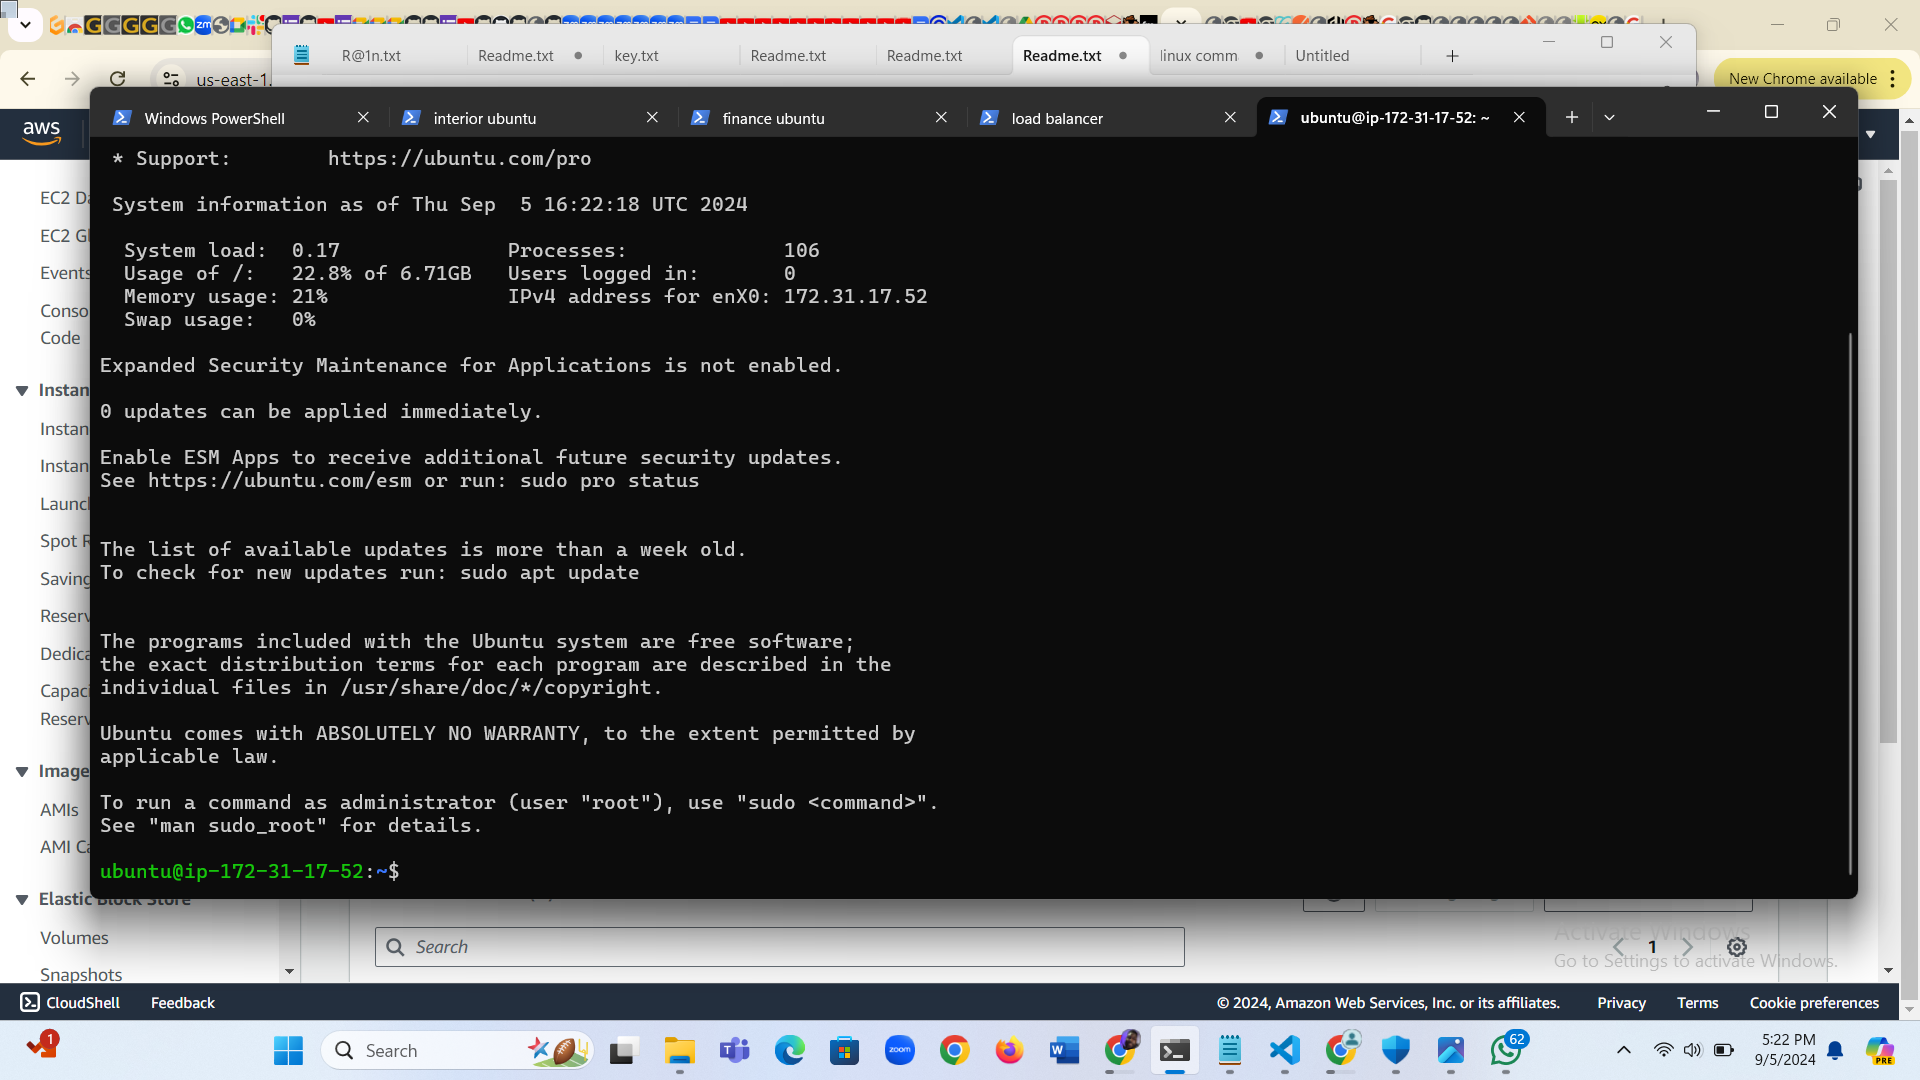 R@1n.txt
Readme.txt
key.txt
Readme.txt
Readme.txt
Readme.txt
linux comm
Untitled
us-east-1.
New Chrome available
Windows PowerShell
interior ubuntu
finance ubuntu
load balancer
ubuntu@ip-172-31-17-52: ~
aws
* Support: https://ubuntu.com/pro
System information as of Thu Sep 5 16:22:18 UTC 2024
System load: 0.17 Processes: 106
Usage of /: 22.8% of 6.71GB Users logged in: 0
Memory usage: 21% IPv4 address for enX0: 172.31.17.52
Swap usage: 0%
Expanded Security Maintenance for Applications is not enabled.
0 updates can be applied immediately.
Enable ESM Apps to receive additional future security updates.
See https://ubuntu.com/esm or run: sudo pro status
The list of available updates is more than a week old.
To check for new updates run: sudo apt update
The programs included with the Ubuntu system are free software;
the exact distribution terms for each program are described in the
individual files in /usr/share/doc/*/copyright.
Ubuntu comes with ABSOLUTELY NO WARRANTY, to the extent permitted by
applicable law.
To run a command as administrator (user "root"), use "sudo <command>".
See "man sudo_root" for details.
ubuntu@ip-172-31-17-52:~$
EC2 Da
EC2 Gl
Events
Conso
Code
Instan
Instan
Instan
Launch
Spot R
Saving
Reserv
Dedica
Capaci
Reserv
Image
AMIs
AMI Ca
Elastic Block Store
Volumes
Snapshots
Search
1
Activate Windows
Go to Settings to activate Windows.
CloudShell
Feedback
© 2024, Amazon Web Services, Inc. or its affiliates.
Privacy
Terms
Cookie preferences
1
Search
zoom
62
5:22 PM
9/5/2024
PRE